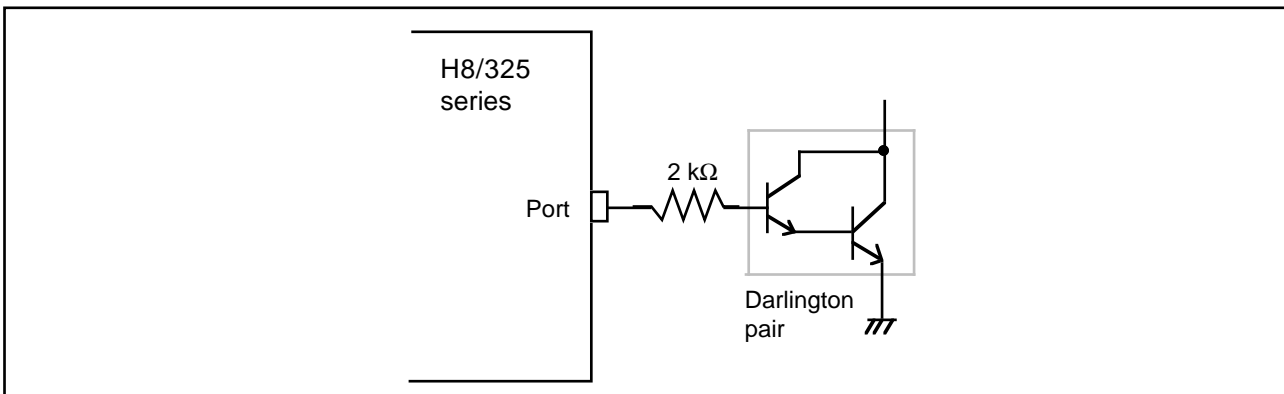 H8/325
series
2 kΩ
Port
Darlington
pair